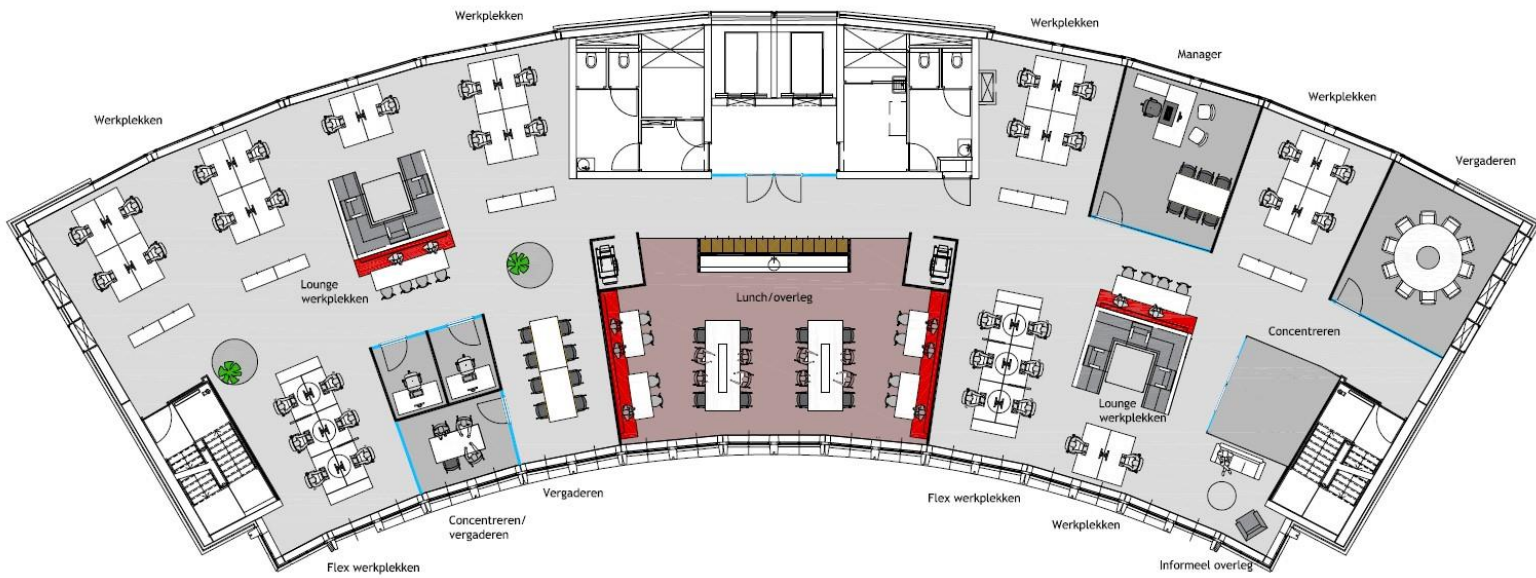 Werkplekken
Werkplekken
Manager
Werkplekken
Werkplekken
Vergaderen
Lounge
werkplekken
Lunch/overleg
Concentreren
Lounge
werkplekken
Vergaderen
Flex werkplekken
Concentreren/
vergaderen
Werkplekken
Flex werkplekken
Informeel overleg